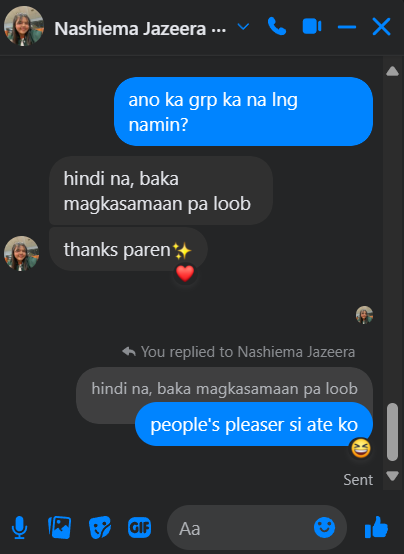 Nashiema Jazeera ...
ano ka grp ka na lng
namin?
hindi na, baka
magkasamaan pa loob
thanks paren✨
You replied to Nashiema Jazeera
hindi na, baka magkasamaan pa loob
people's pleaser si ate ko
Sent
GIF
Aa